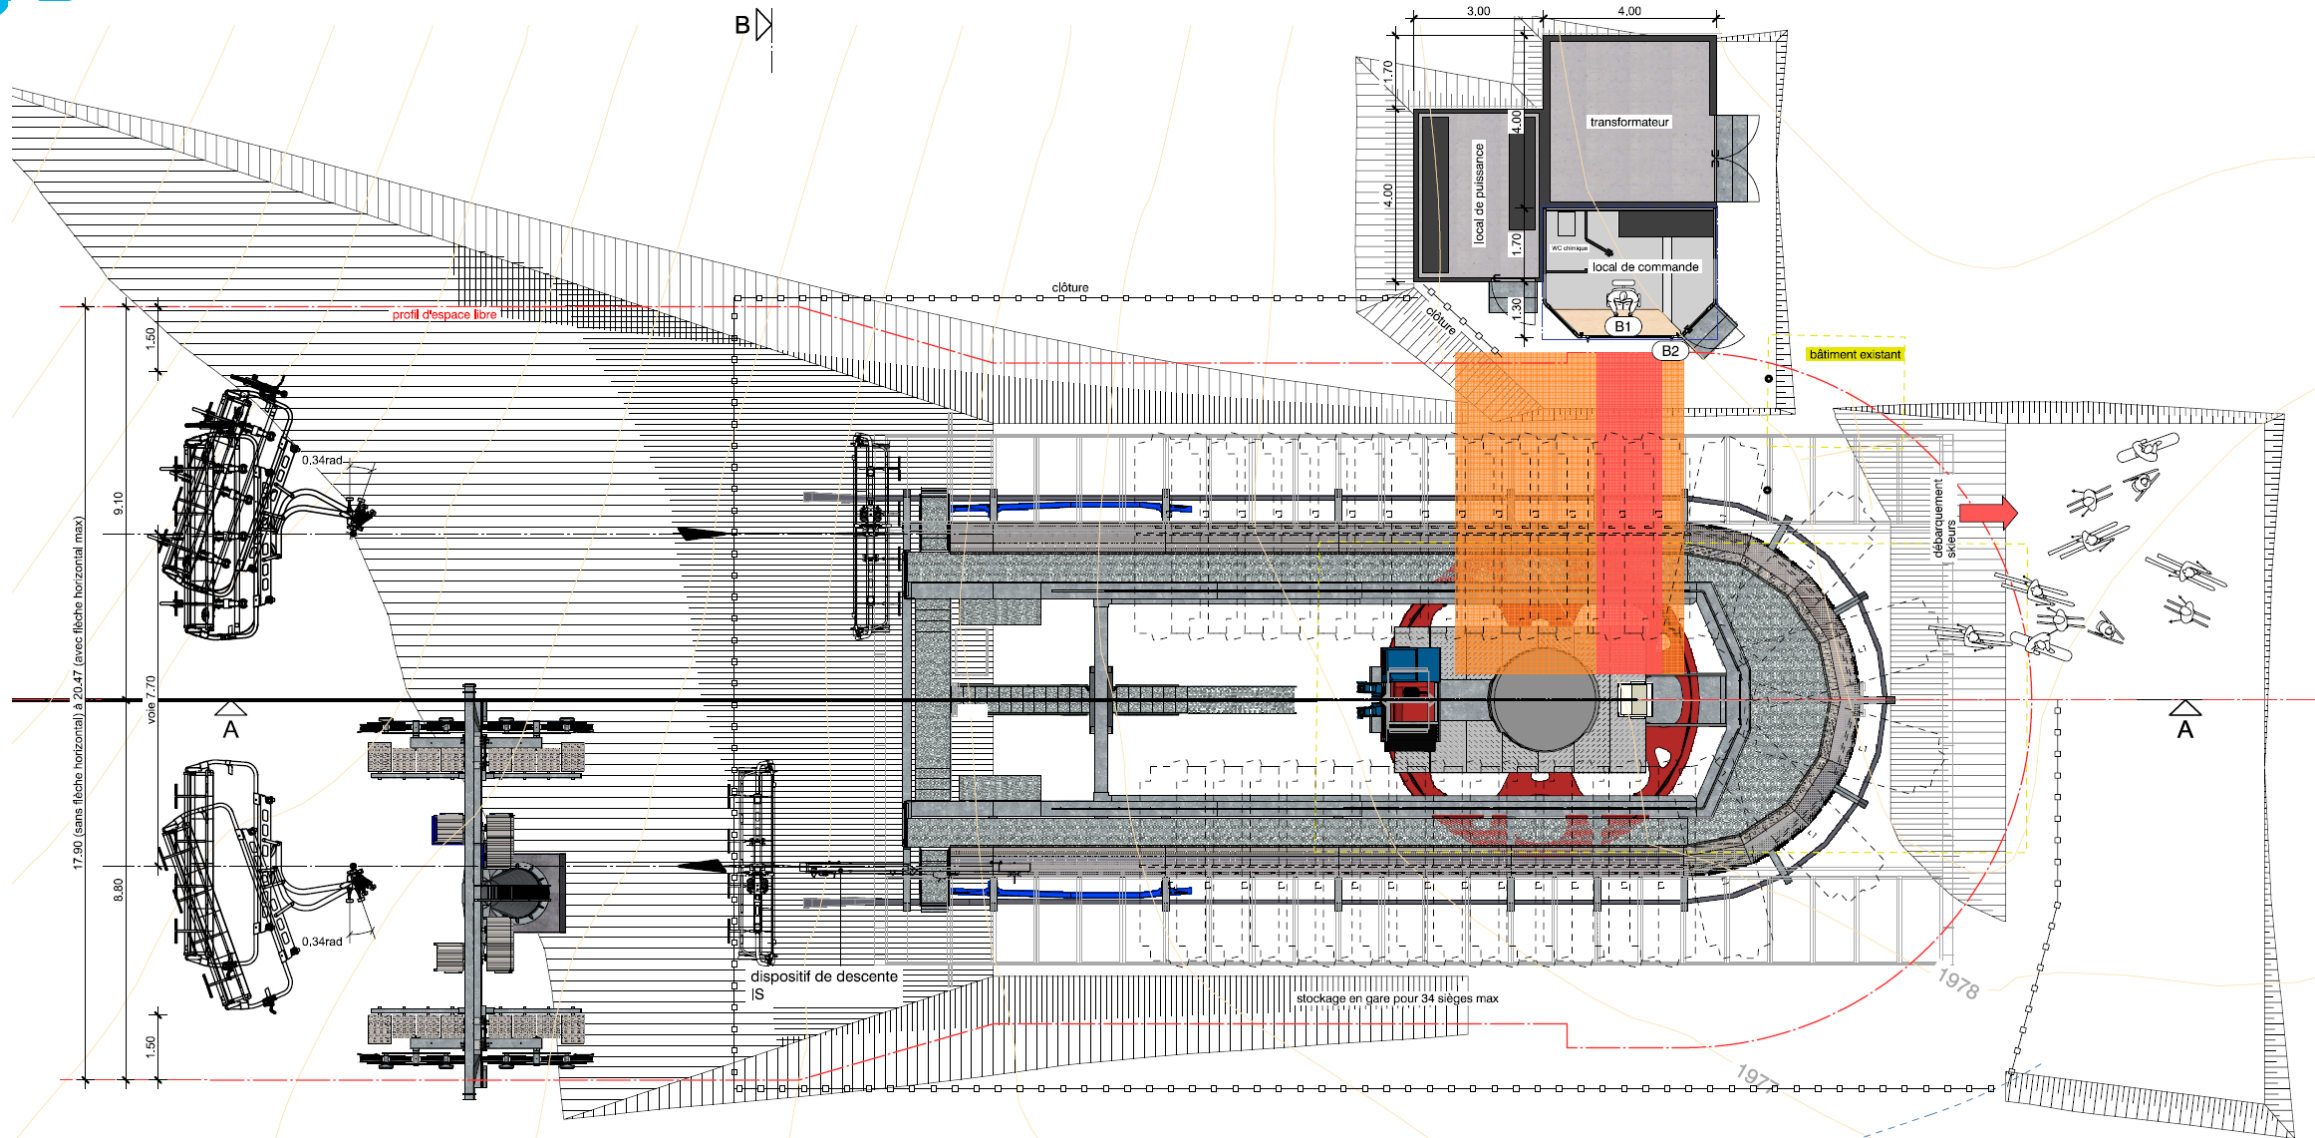 B
3,00
4,00
1.70
4.00
transformateur
local de puissance
4.00
1.70
WC chimique
local de commande
1.30
B1
B2
clôture
clôture
profil d'espace libre
bâtiment existant
1.50
0,34rad
9.10
17.90 (sans flèche horizontal) à 20.47 (avec flèche horizontal max)
voie 7.70
débarquement
skieurs
A
A
8.80
0,34rad
1.50
dispositif de descente
|S
stockage en gare pour 34 sièges max
1978
1977